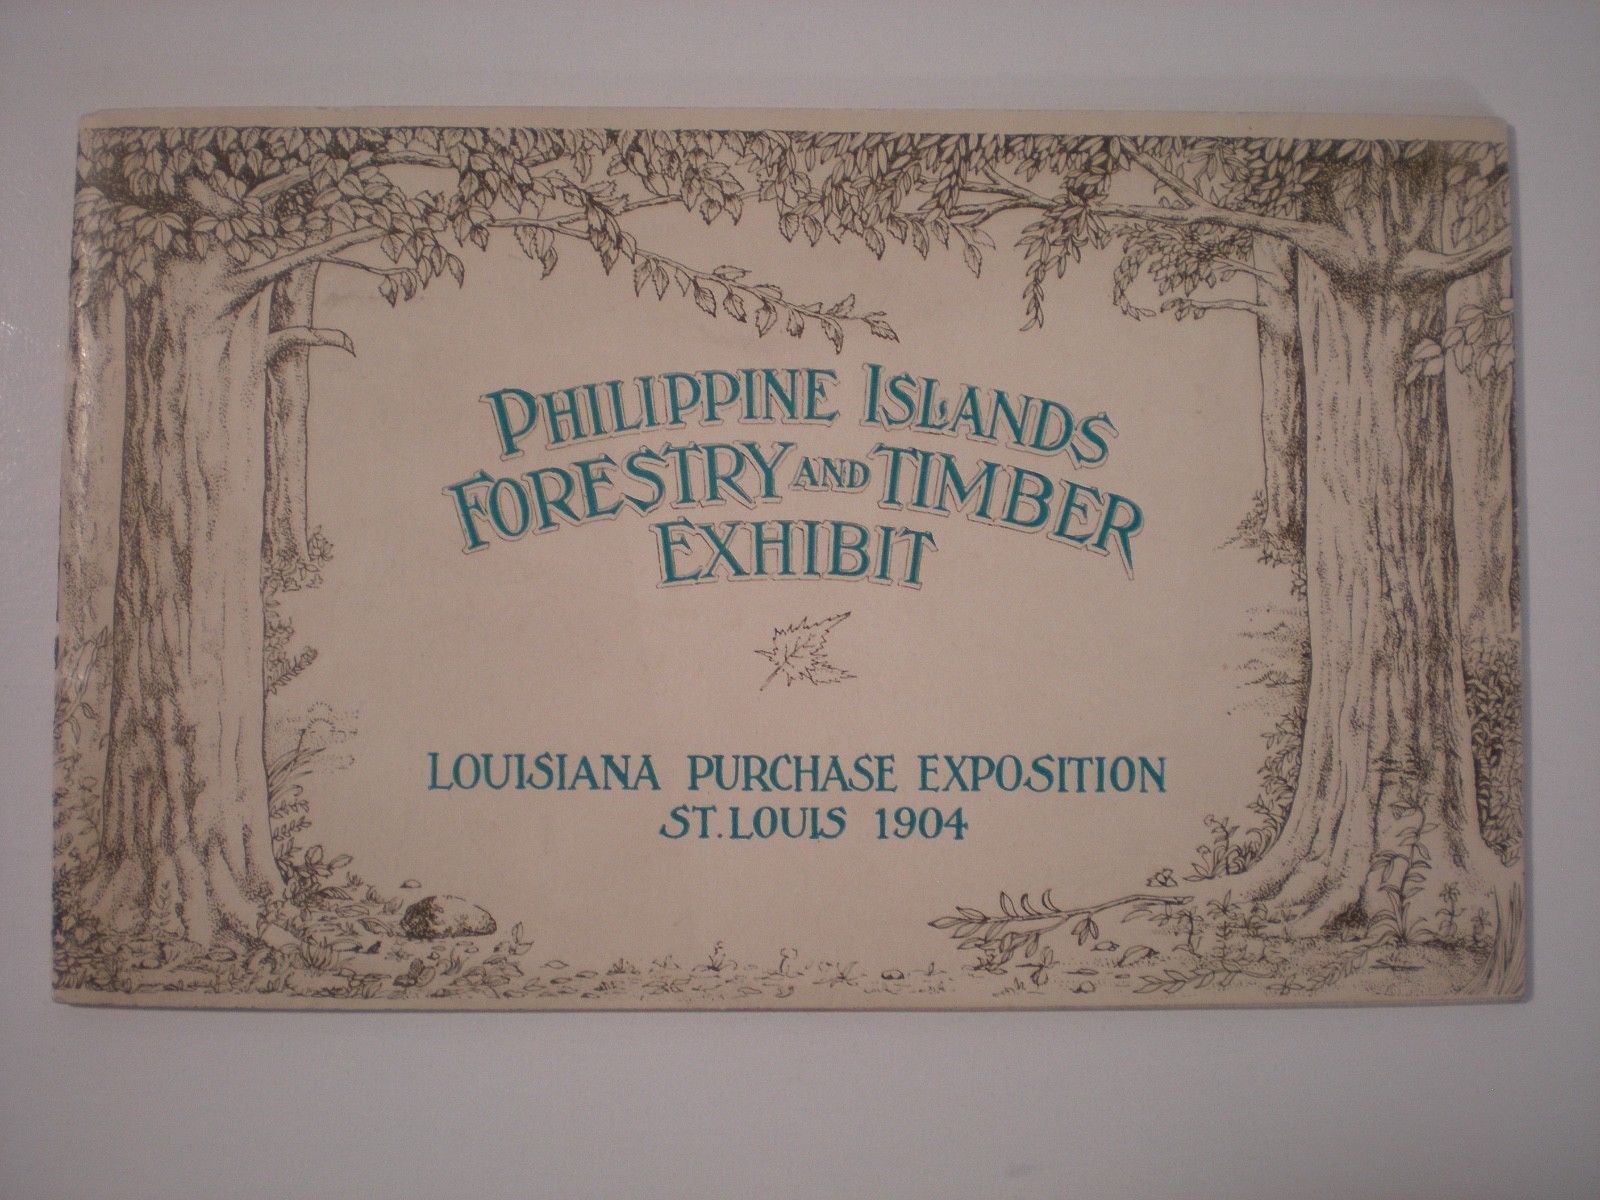 PHILIPPINE ISLANDS
FORESTRY AND TIMBER
EXHIBIT
LOUISIANA PURCHASE EXPOSITION
ST. LOUIS 1904